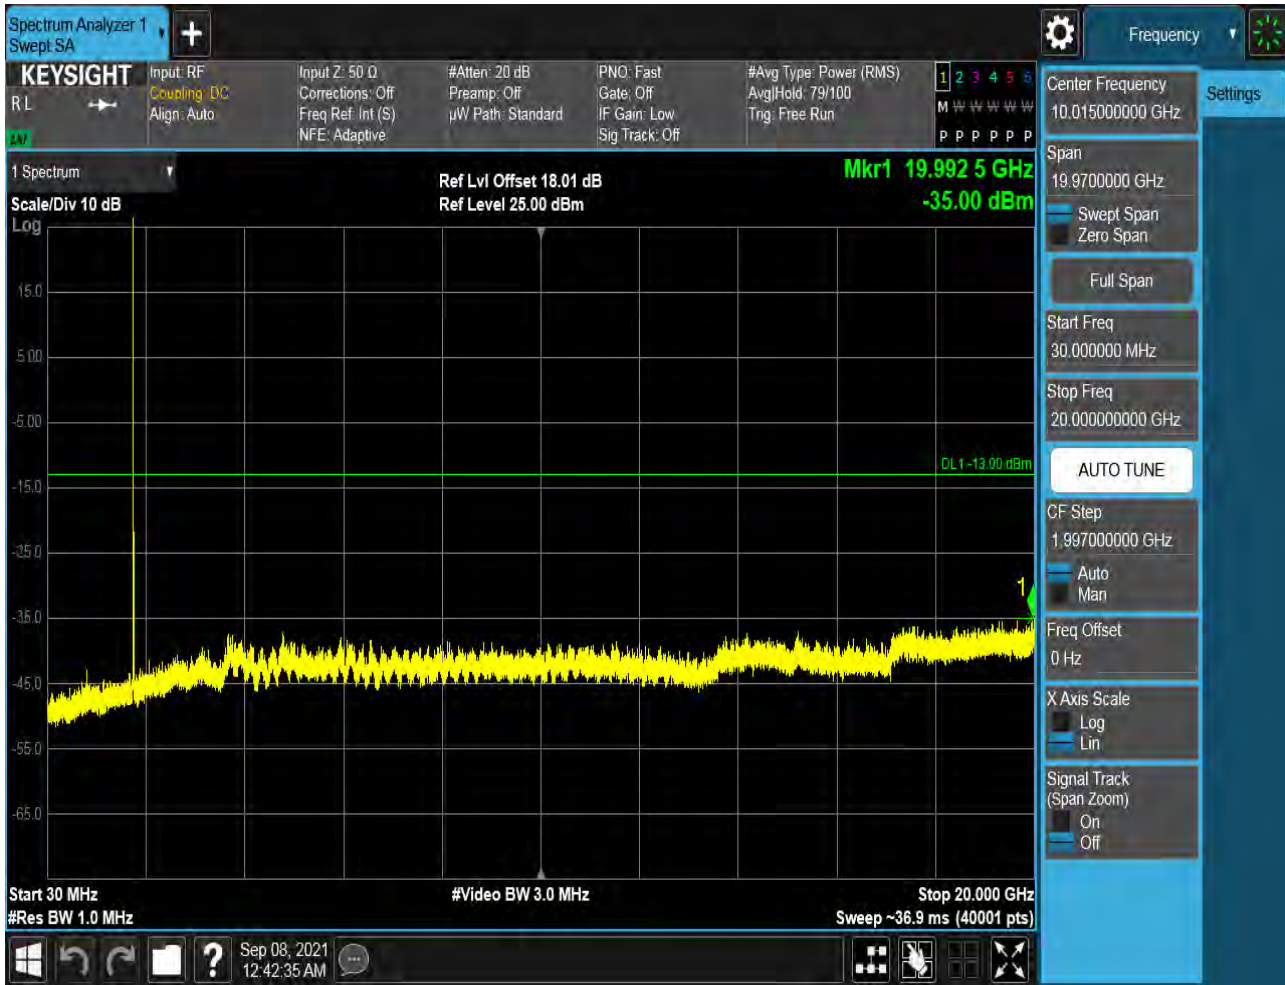 Spectrum Analyzer 1
Swept SA
Frequency
KEYSIGHT
R L
Input: RF
Coupling: DC
Align: Auto
Input Z: 50 Ω
Corrections: Off
Freq Ref: Int (S)
NFE: Adaptive
#Atten: 20 dB
Preamp: Off
µW Path: Standard
PNO: Fast
Gate: Off
IF Gain: Low
Sig Track: Off
#Avg Type: Power (RMS)
Avg|Hold: 79/100
Trig: Free Run
1 2 3 4 5 6
M W W W W W
P P P P P P
1 Spectrum
Scale/Div 10 dB
Log
Ref Lvl Offset 18.01 dB
Ref Level 25.00 dBm
Mkr1 19.992 5 GHz
-35.00 dBm
15.0
5.00
-5.00
-15.0
-25.0
-35.0
-45.0
-55.0
-65.0
DL1 -13.00 dBm
1
Start 30 MHz
#Res BW 1.0 MHz
#Video BW 3.0 MHz
Stop 20.000 GHz
Sweep ~36.9 ms (40001 pts)
Sep 08, 2021
12:42:35 AM
Center Frequency
10.015000000 GHz
Span
19.9700000 GHz
Swept Span
Zero Span
Full Span
Start Freq
30.000000 MHz
Stop Freq
20.000000000 GHz
AUTO TUNE
CF Step
1.997000000 GHz
Auto
Man
Freq Offset
0 Hz
X Axis Scale
Log
Lin
Signal Track
(Span Zoom)
On
Off
Settings